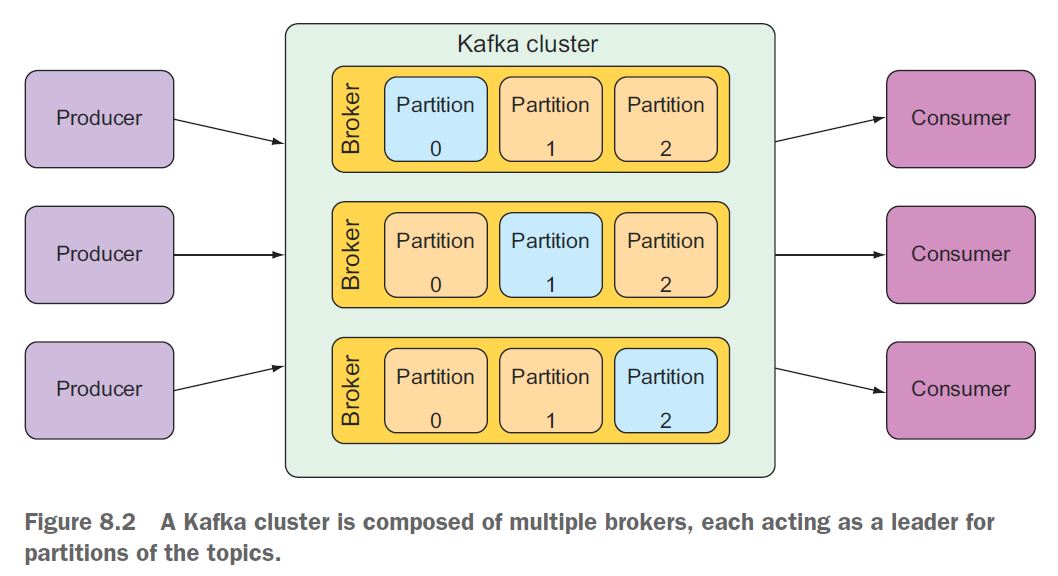 Kafka cluster
Producer
Broker
Partition
0
Partition
1
Partition
2
Consumer
Producer
Broker
Partition
0
Partition
1
Partition
2
Consumer
Producer
Broker
Partition
0
Partition
1
Partition
2
Consumer
Figure 8.2 A Kafka cluster is composed of multiple brokers, each acting as a leader for
partitions of the topics.